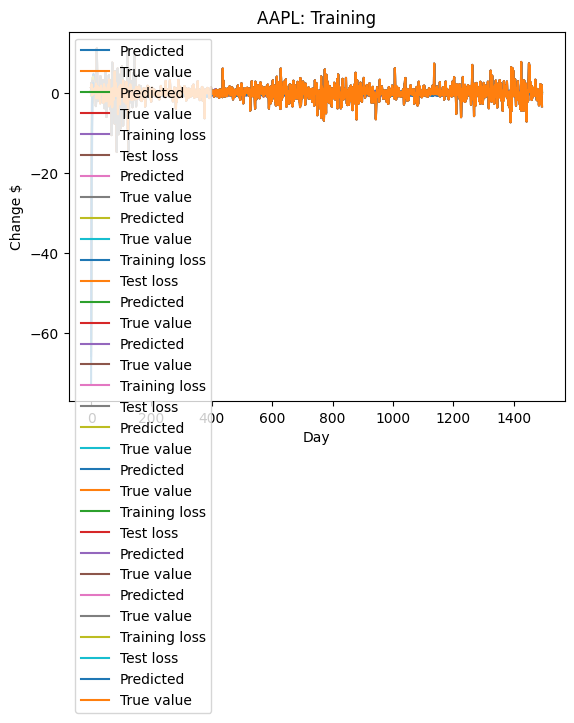 AAPL: Training
Change $
0
−20
−40
−60
Predicted
True value
Predicted
True value
Training loss
Test loss
Predicted
True value
Predicted
True value
Training loss
Test loss
Predicted
True value
Predicted
True value
Training loss
Test loss
Predicted
True value
Predicted
True value
Training loss
Test loss
Predicted
True value
Predicted
True value
Training loss
Test loss
Predicted
True value
0 200 400 600 800 1000 1200 1400
Day